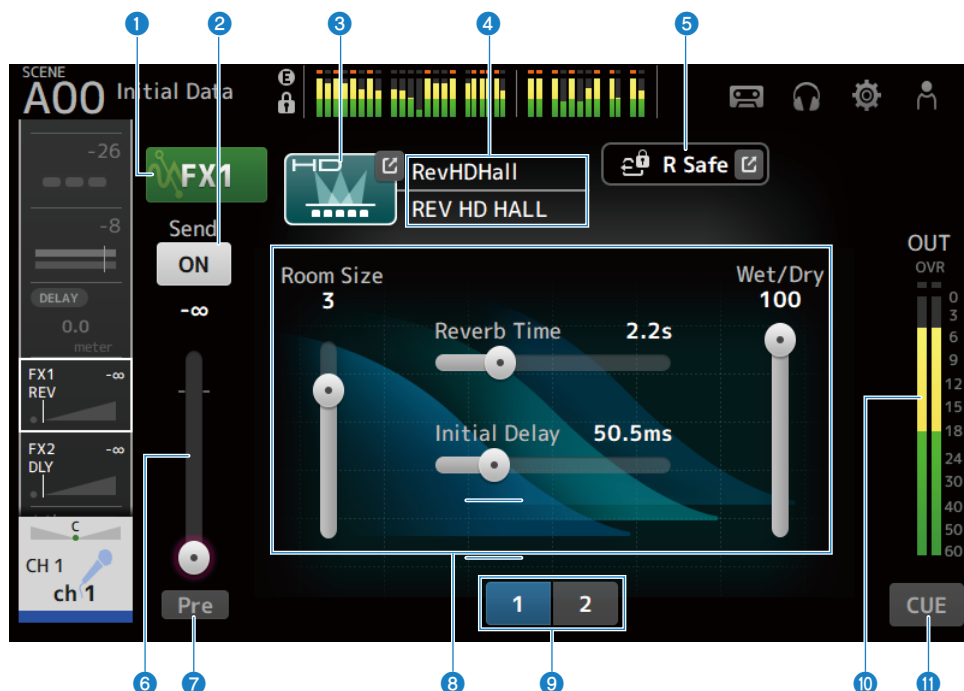 1 2 3 4 5
SCENE
A00 Initial Data
E
-26
-8
DELAY
0.0
meter
FX1 -∞
REV
FX2 -∞
DLY
C
CH 1
ch 1
FX1
Send
ON
-∞
Pre
HD
RevHDHall
REV HD HALL
R Safe
Room Size
3
Reverb Time 2.2s
Initial Delay 50.5ms
Wet/Dry
100
1 2
OUT
OVR
0
3
6
9
12
15
18
24
30
40
50
60
CUE
6 7 8 9 10 11